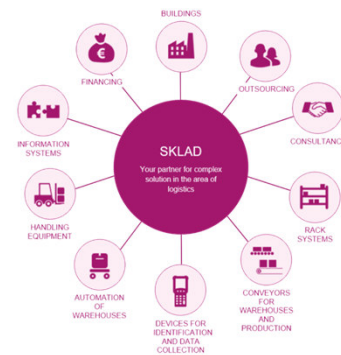 BUILDINGS
FINANCING
OUTSOURCING
INFORMATION
SYSTEMS
CONSULTANC
SKLAD
Your partner for complex
solution in the area of
logistics
HANDLING
EQUIPMENT
RACK
SYSTEMS
AUTOMATION
OF
WAREHOUSES
CONVEYORS
FOR
WAREHOUSES
AND
PRODUCTION
DEVICES FOR
IDENTIFICATION
AND DATA
COLLECTION